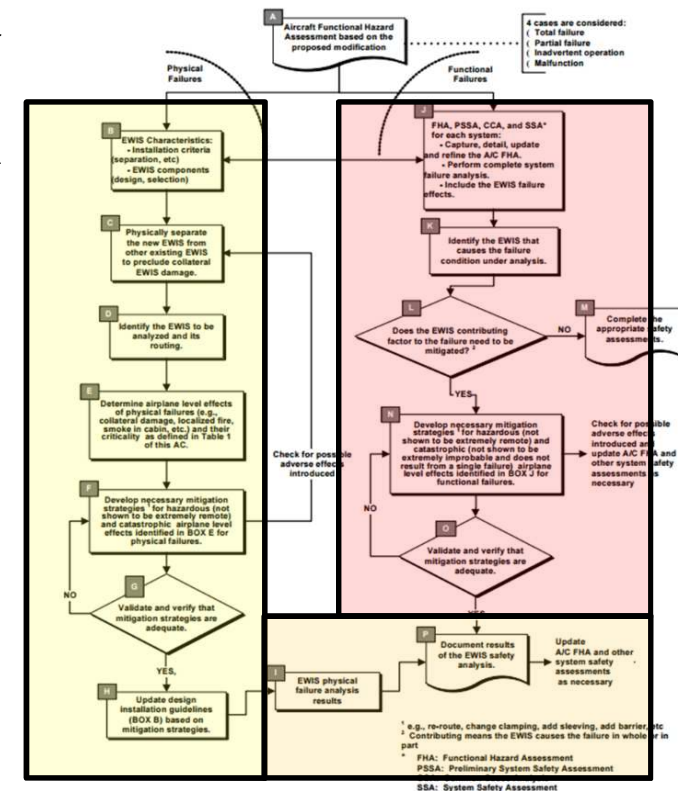 A
Aircraft Functional Hazard
Assessment based on the
proposed modification
4 cases are considered:
( Total failure
( Partial failure
( Inadvertent operation
( Malfunction
Physical
Failures
Functional
Failures
B
EWIS Characteristics:
- Installation criteria
(separation, etc)
- EWIS components
(design, selection)
C
Physically separate
the new EWIS from
other existing EWIS
to preclude collateral
EWIS damage.
D
Identify the EWIS to be
analyzed and its
routing.
E
Determine airplane level effects
of physical failures (e.g.,
collateral damage, localized fire,
smoke in cabin, etc.) and their
criticality as defined in Table 1
of this AC.
Check for possible
adverse effects
introduced
F
Develop necessary mitigation
strategies 1 for hazardous (not
shown to be extremely remote)
and catastrophic airplane level
effects identified in BOX E for
physical failures.
NO
G
Validate and verify that
mitigation strategies are
adequate.
YES,
H
Update design
installation guidelines
(BOX B) based on
mitigation strategies.
J
FHA, PSSA, CCA, and SSA*
for each system:
- Capture, detail, update
and refine the A/C FHA.
- Perform complete system
failure analysis.
- Include the EWIS failure
effects.
K
Identify the EWIS that
causes the failure
condition under analysis.
L
Does the EWIS contributing
factor to the failure need to be
mitigated? 2
NO
M
Complete the
appropriate safety
assessments.
YES
N
Develop necessary mitigation
strategies 1 for hazardous (not
shown to be extremely remote) and
catastrophic (not shown to be
extremely improbable and does not
result from a single failure) airplane
level effects identified in BOX J for
functional failures.
Check for possible
adverse effects
introduced and
update A/C FHA and
other system safety
assessments as
necessary
NO
O
Validate and verify that
mitigation strategies are
adequate.
YES
P
Document results
of the EWIS safety
analysis.
Update
A/C FHA and other
system safety
assessments
as necessary
I
EWIS physical
failure analysis
results
1 e.g., re-route, change clamping, add sleeving, add barrier, etc
2 Contributing means the EWIS causes the failure in whole or in
part
* FHA: Functional Hazard Assessment
PSSA: Preliminary System Safety Assessment
SSA: System Safety Assessment